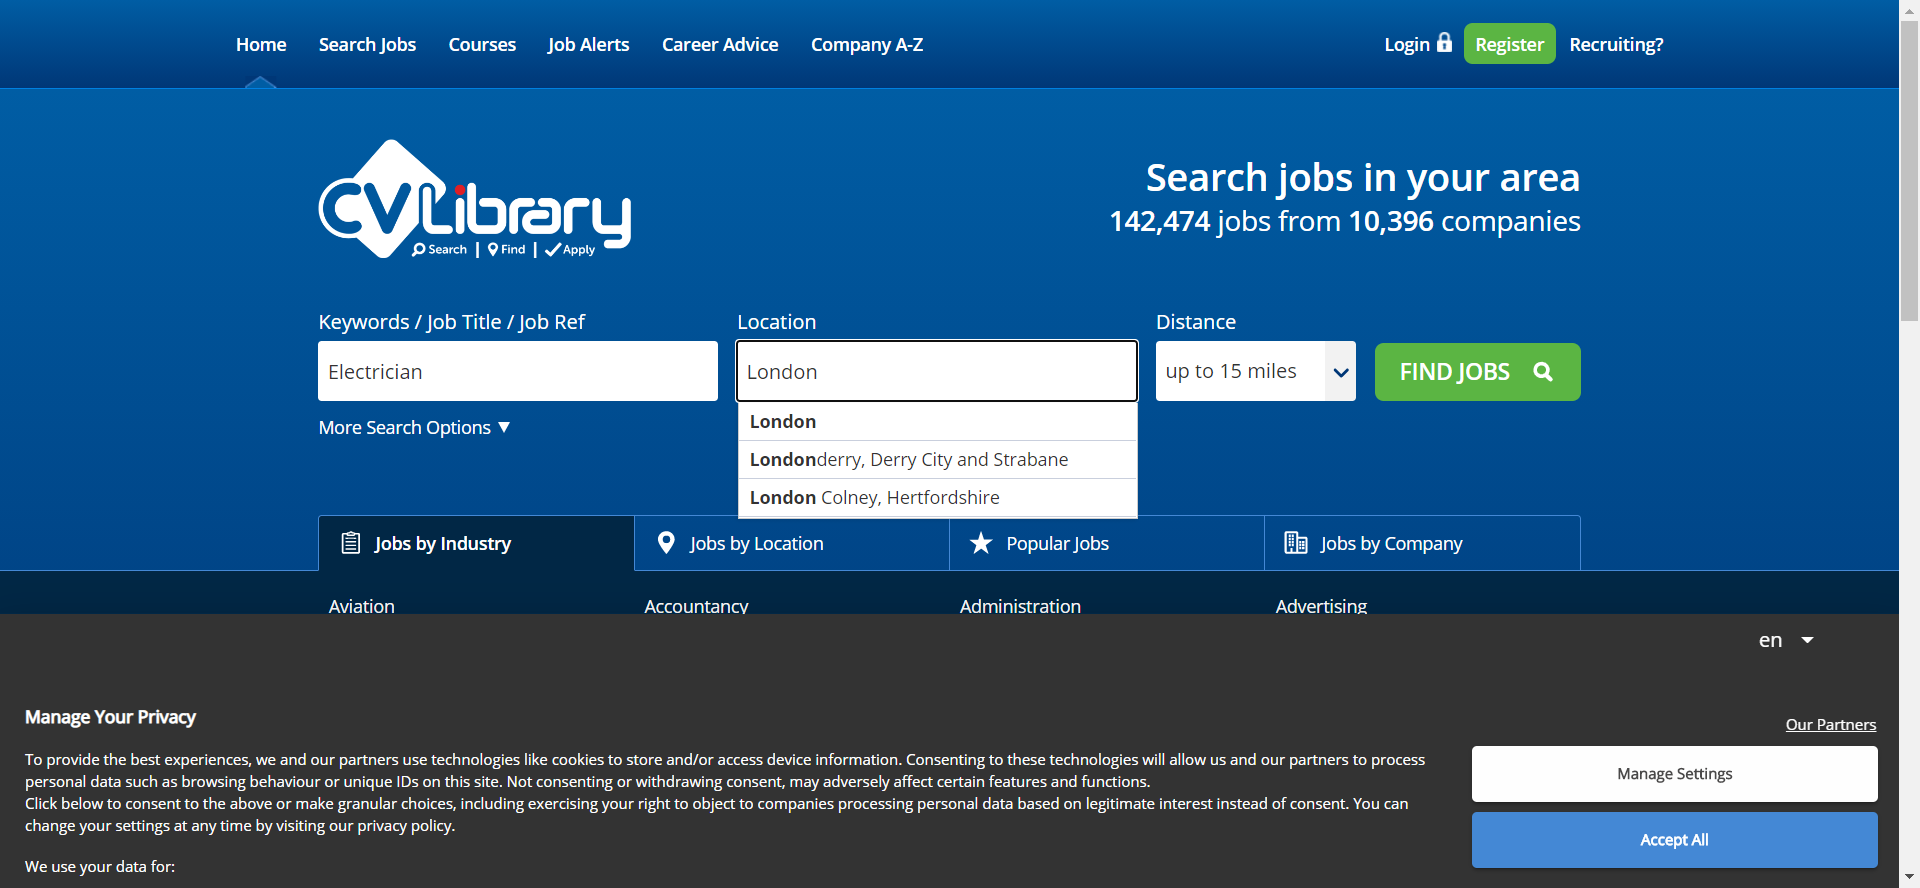 Home Search Jobs Courses Job Alerts Career Advice Company A-Z Login Register Recruiting?
CVLibrary
Search | Find | Apply
Search jobs in your area
142,474 jobs from 10,396 companies
Keywords / Job Title / Job Ref Location Distance
Electrician London up to 15 miles FIND JOBS
More Search Options ▼
London
Londonderry, Derry City and Strabane
London Colney, Hertfordshire
Jobs by Industry Jobs by Location Popular Jobs Jobs by Company
Aviation Accountancy Administration Advertising
en
Manage Your Privacy
Our Partners
To provide the best experiences, we and our partners use technologies like cookies to store and/or access device information. Consenting to these technologies will allow us and our partners to process
personal data such as browsing behaviour or unique IDs on this site. Not consenting or withdrawing consent, may adversely affect certain features and functions.
Click below to consent to the above or make granular choices, including exercising your right to object to companies processing personal data based on legitimate interest instead of consent. You can
change your settings at any time by visiting our privacy policy.
We use your data for:
Manage Settings
Accept All